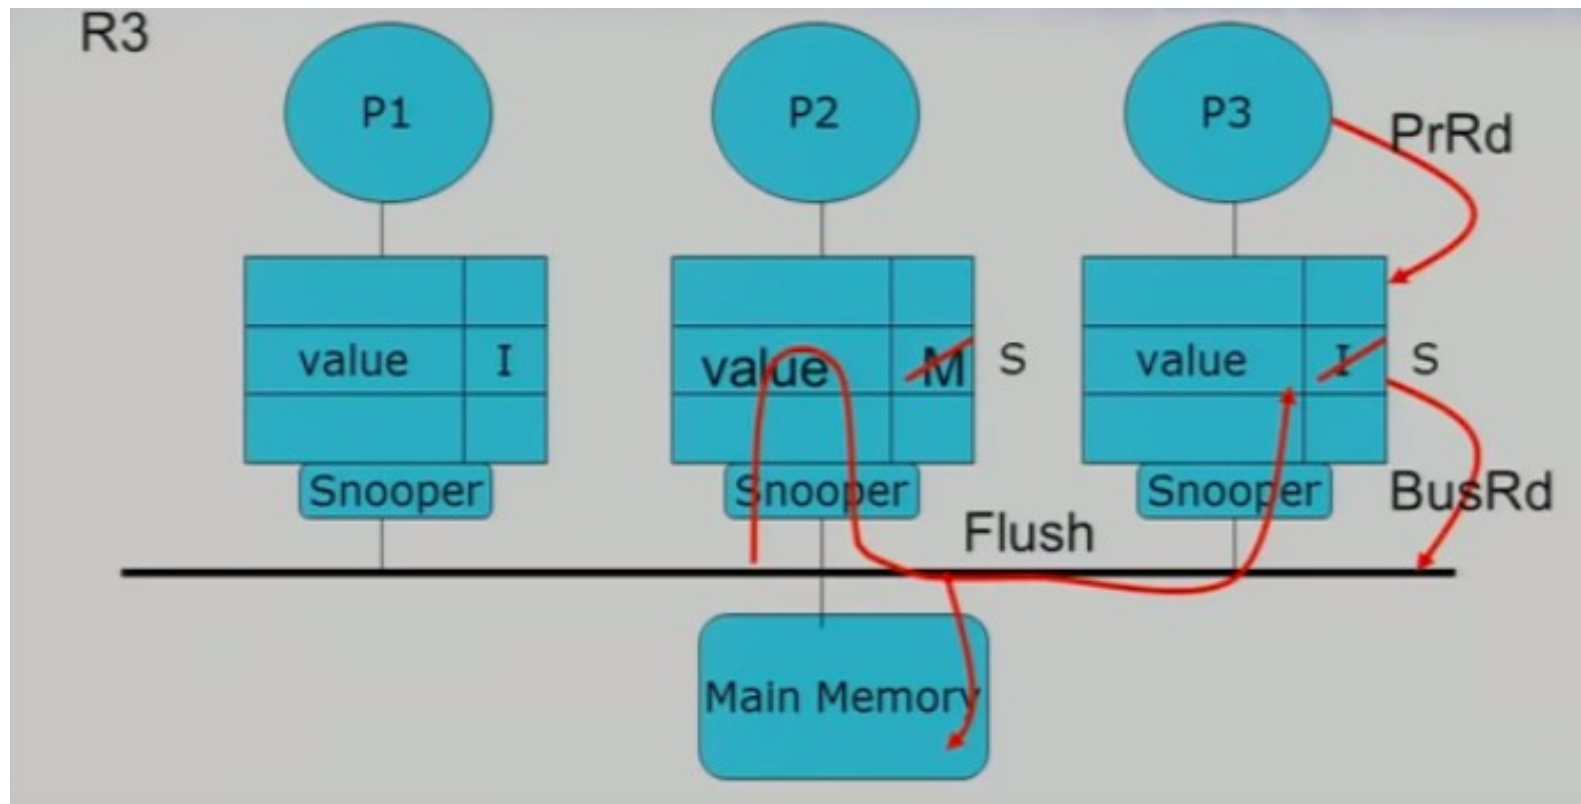 R3
P1
P2
P3
PrRd
value I
value M S
value I S
Snooper
Snooper
Snooper
BusRd
Flush
Main Memory